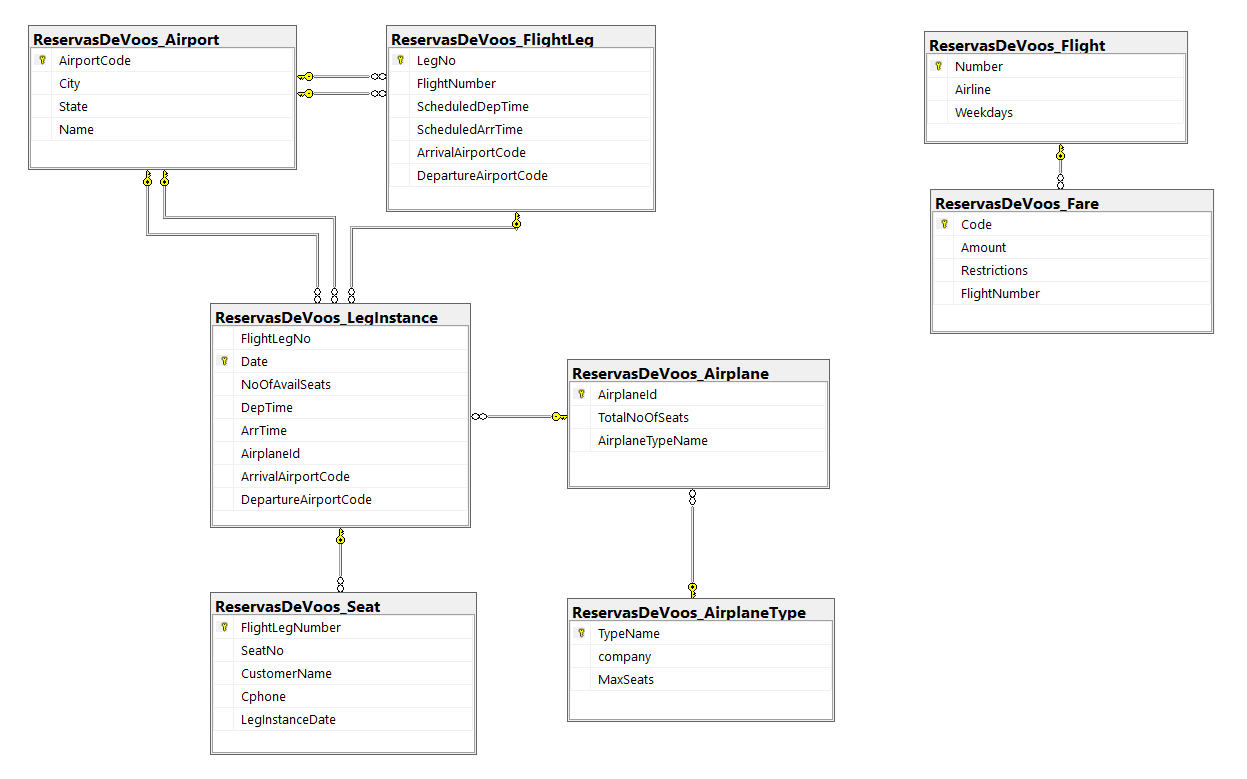 ReservasDeVoos_Airport
AirportCode
City
State
Name
ReservasDeVoos_FlightLeg
LegNo
FlightNumber
ScheduledDepTime
ScheduledArrTime
ArrivalAirportCode
DepartureAirportCode
ReservasDeVoos_Flight
Number
Airline
Weekdays
ReservasDeVoos_Fare
Code
Amount
Restrictions
FlightNumber
ReservasDeVoos_LegInstance
FlightLegNo
Date
NoOfAvailSeats
DepTime
ArrTime
AirplaneId
ArrivalAirportCode
DepartureAirportCode
ReservasDeVoos_Airplane
AirplaneId
TotalNoOfSeats
AirplaneTypeName
ReservasDeVoos_Seat
FlightLegNumber
SeatNo
CustomerName
Cphone
LegInstanceDate
ReservasDeVoos_AirplaneType
TypeName
company
MaxSeats